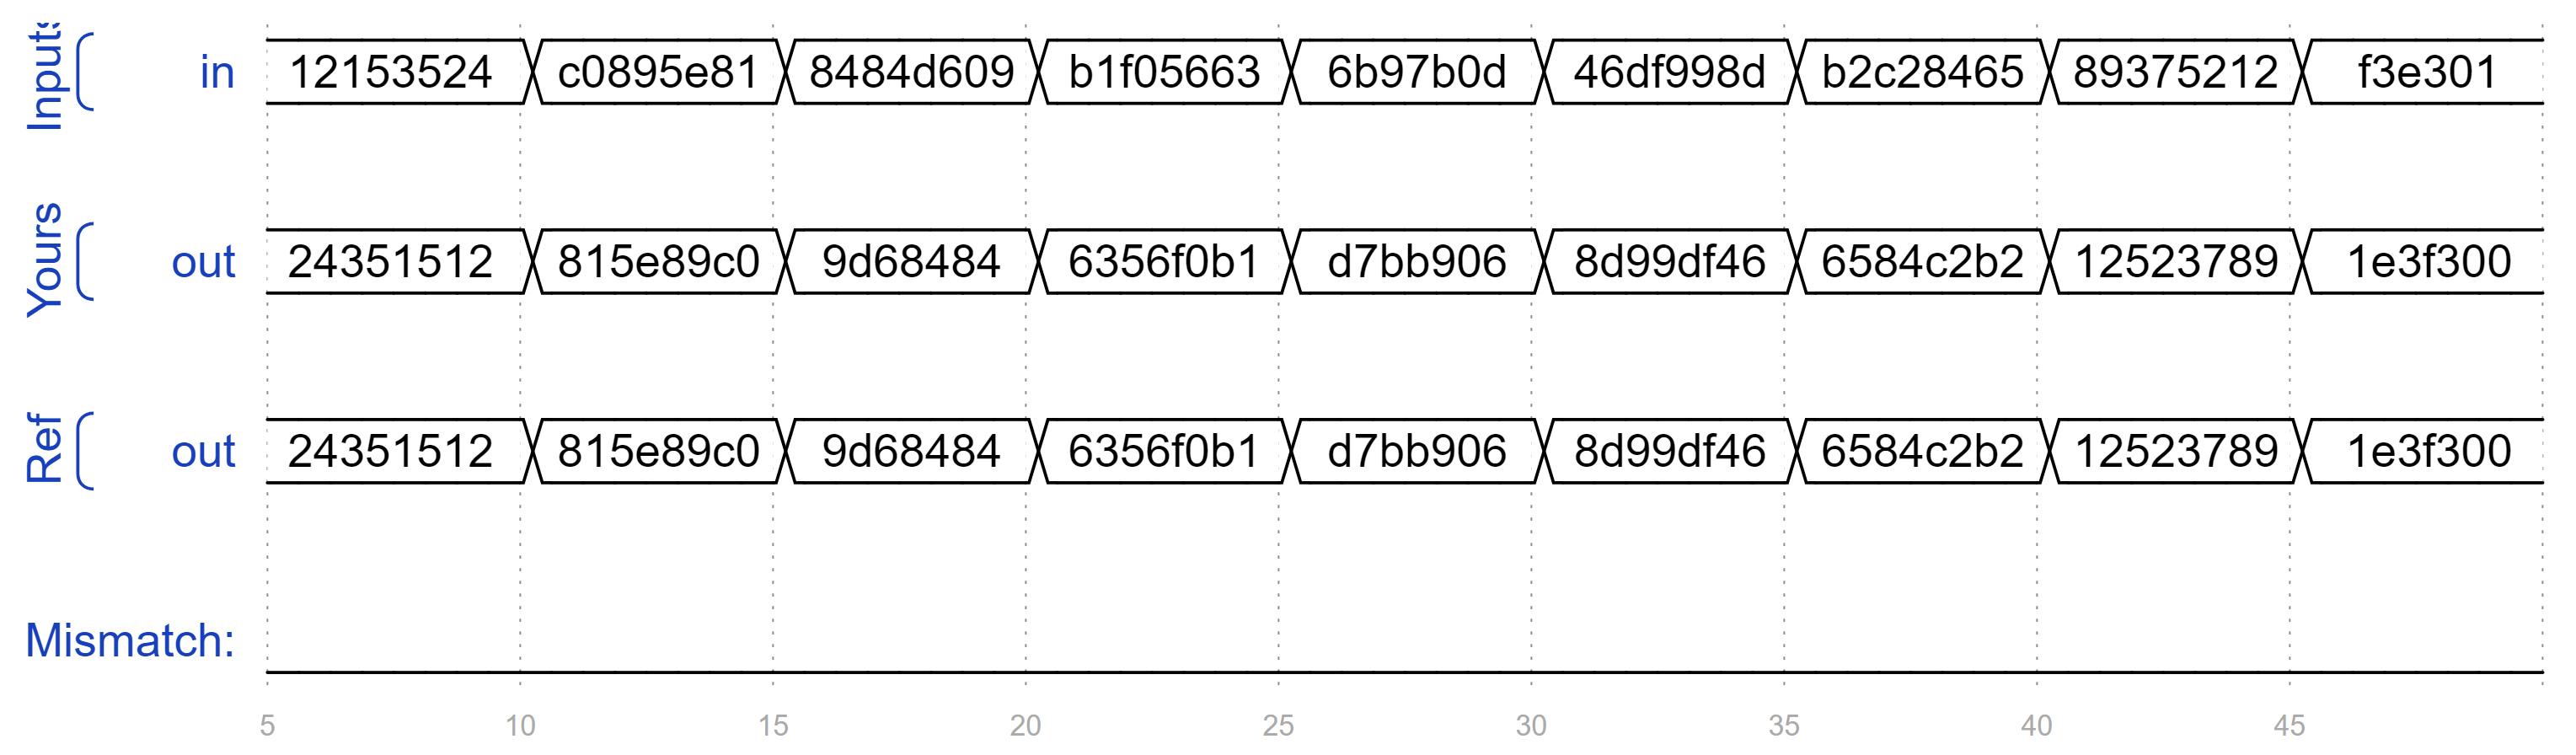 Inputs
in 12153524 c0895e81 8484d609 b1f05663 6b97b0d 46df998d b2c28465 89375212 f3e301
Yours
out 24351512 815e89c0 9d68484 6356f0b1 d7bb906 8d99df46 6584c2b2 12523789 1e3f300
Ref
out 24351512 815e89c0 9d68484 6356f0b1 d7bb906 8d99df46 6584c2b2 12523789 1e3f300
Mismatch:
5 10 15 20 25 30 35 40 45